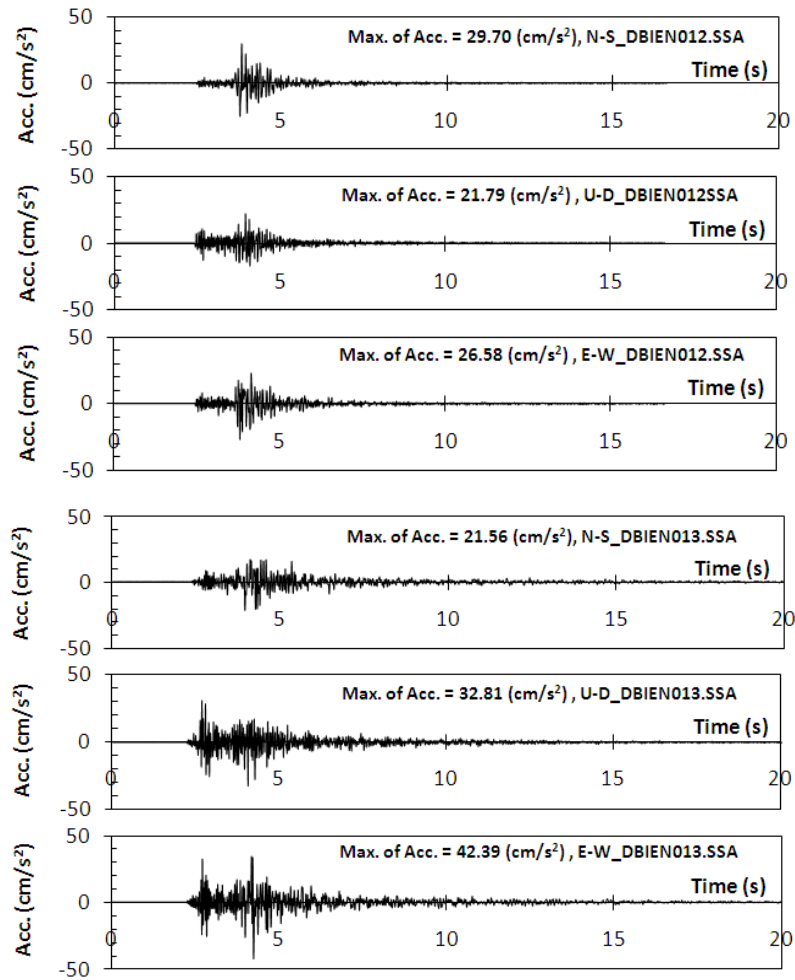 50
Max. of Acc. = 29.70 (cm/s²), N-S_DBIEN012.SSA
Acc. (cm/s²)
Time (s)
0
0 5 10 15 20
-50
50
Max. of Acc. = 21.79 (cm/s²) , U-D_DBIEN012SSA
Acc. (cm/s²)
Time (s)
0
0 5 10 15 20
-50
50
Max. of Acc. = 26.58 (cm/s²) , E-W_DBIEN012.SSA
Acc. (cm/s²)
Time (s)
0
0 5 10 15 20
-50
50
Max. of Acc. = 21.56 (cm/s²), N-S_DBIEN013.SSA
Acc. (cm/s²)
Time (s)
0
0 5 10 15 20
-50
50
Max. of Acc. = 32.81 (cm/s²) , U-D_DBIEN013.SSA
Acc. (cm/s²)
Time (s)
0
0 5 10 15 20
-50
50
Max. of Acc. = 42.39 (cm/s²) , E-W_DBIEN013.SSA
Acc. (cm/s²)
Time (s)
0
0 5 10 15 20
-50